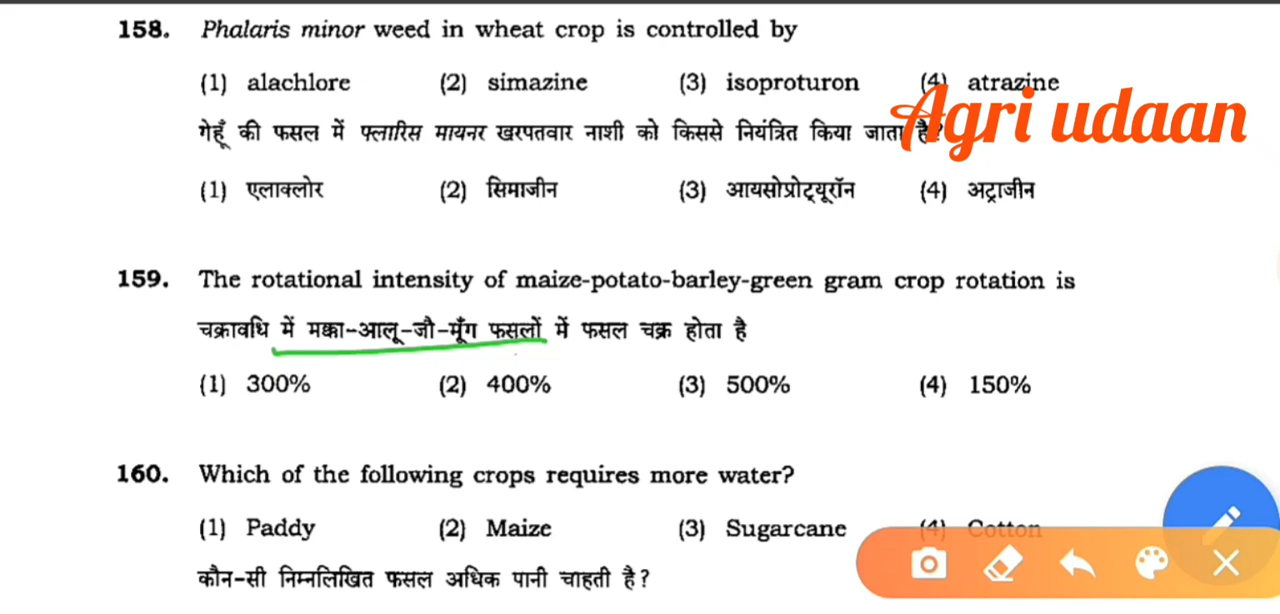 158. Phalaris minor weed in wheat crop is controlled by
(1) alachlore (2) simazine (3) isoproturon (4) atrazine
Agri udaan
गेहूँ की फसल में फ्लारिस मायनर खरपतवार नाशी को किससे नियंत्रित किया जाता है?
(1) एलाक्लोर (2) सिमाजीन (3) आयसोप्रोट्यूरॉन (4) अट्राजीन
159. The rotational intensity of maize-potato-barley-green gram crop rotation is
चक्रावधि में मक्का-आलू-जौ-मूँग फसलों में फसल चक्र होता है
(1) 300% (2) 400% (3) 500% (4) 150%
160. Which of the following crops requires more water?
(1) Paddy (2) Maize (3) Sugarcane (4) Cotton
कौन-सी निम्नलिखित फसल अधिक पानी चाहती है?